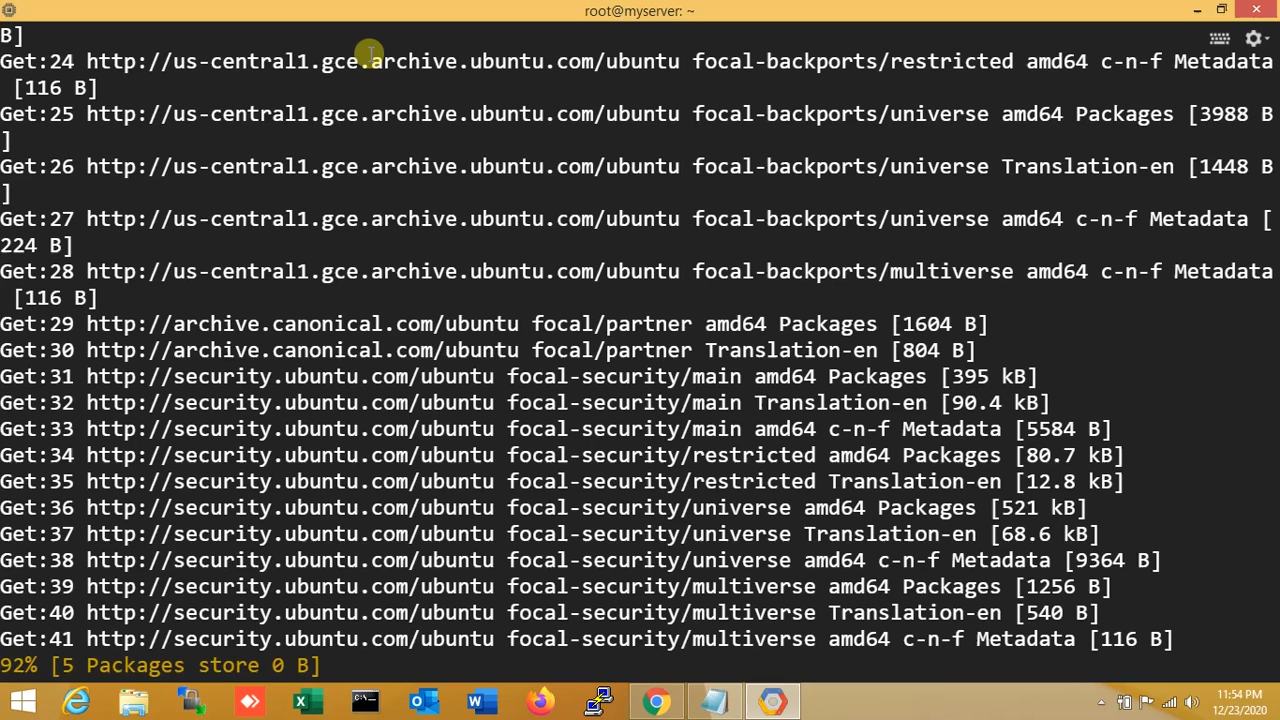 root@myserver: ~
B]
Get:24 http://us-central1.gce.archive.ubuntu.com/ubuntu focal-backports/restricted amd64 c-n-f Metadata
[116 B]
Get:25 http://us-central1.gce.archive.ubuntu.com/ubuntu focal-backports/universe amd64 Packages [3988 B
]
Get:26 http://us-central1.gce.archive.ubuntu.com/ubuntu focal-backports/universe Translation-en [1448 B
]
Get:27 http://us-central1.gce.archive.ubuntu.com/ubuntu focal-backports/universe amd64 c-n-f Metadata [
224 B]
Get:28 http://us-central1.gce.archive.ubuntu.com/ubuntu focal-backports/multiverse amd64 c-n-f Metadata
[116 B]
Get:29 http://archive.canonical.com/ubuntu focal/partner amd64 Packages [1604 B]
Get:30 http://archive.canonical.com/ubuntu focal/partner Translation-en [804 B]
Get:31 http://security.ubuntu.com/ubuntu focal-security/main amd64 Packages [395 kB]
Get:32 http://security.ubuntu.com/ubuntu focal-security/main Translation-en [90.4 kB]
Get:33 http://security.ubuntu.com/ubuntu focal-security/main amd64 c-n-f Metadata [5584 B]
Get:34 http://security.ubuntu.com/ubuntu focal-security/restricted amd64 Packages [80.7 kB]
Get:35 http://security.ubuntu.com/ubuntu focal-security/restricted Translation-en [12.8 kB]
Get:36 http://security.ubuntu.com/ubuntu focal-security/universe amd64 Packages [521 kB]
Get:37 http://security.ubuntu.com/ubuntu focal-security/universe Translation-en [68.6 kB]
Get:38 http://security.ubuntu.com/ubuntu focal-security/universe amd64 c-n-f Metadata [9364 B]
Get:39 http://security.ubuntu.com/ubuntu focal-security/multiverse amd64 Packages [1256 B]
Get:40 http://security.ubuntu.com/ubuntu focal-security/multiverse Translation-en [540 B]
Get:41 http://security.ubuntu.com/ubuntu focal-security/multiverse amd64 c-n-f Metadata [116 B]
92% [5 Packages store 0 B]
11:54 PM
12/23/2020